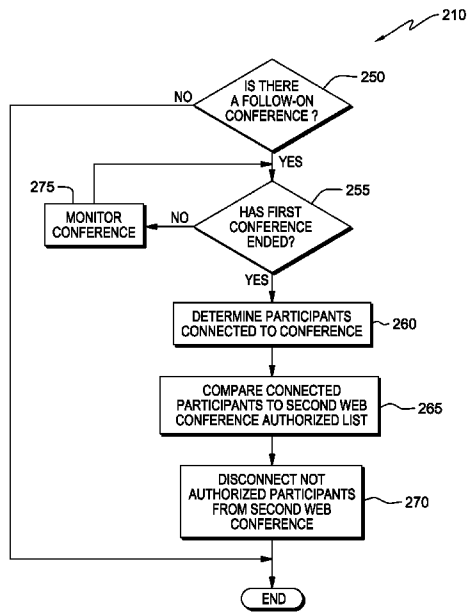 210
250
IS THERE
A FOLLOW-ON
CONFERENCE ?
NO
YES
275
MONITOR
CONFERENCE
NO
255
HAS FIRST
CONFERENCE
ENDED?
YES
DETERMINE PARTICIPANTS
CONNECTED TO CONFERENCE
260
COMPARE CONNECTED
PARTICIPANTS TO SECOND WEB
CONFERENCE AUTHORIZED LIST
265
DISCONNECT NOT
AUTHORIZED PARTICIPANTS
FROM SECOND WEB
CONFERENCE
270
END